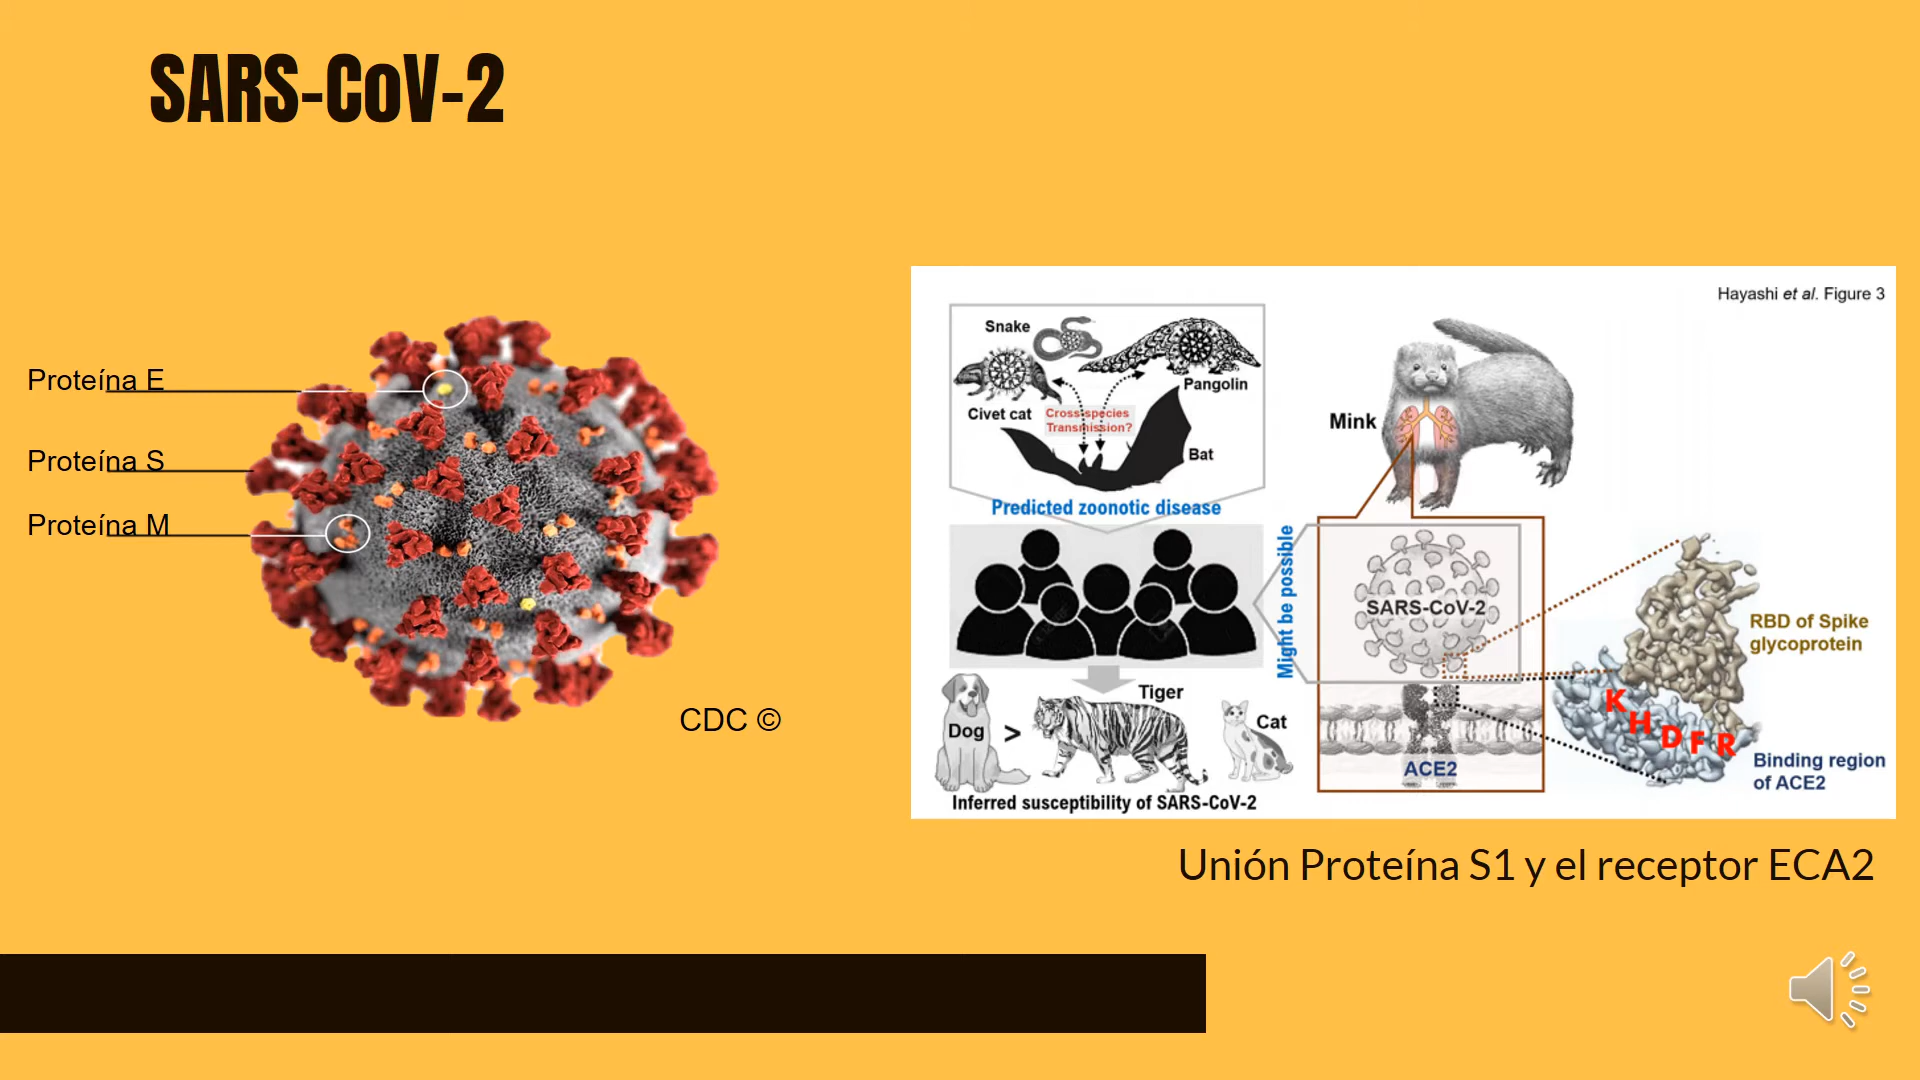 SARS-CoV-2
Proteína E
Proteína S
Proteína M
CDC ©
Hayashi et al. Figure 3
Snake
Pangolin
Civet cat
Cross-species
Transmission?
Bat
Predicted zoonotic disease
Mink
Might be possible
SARS-CoV-2
RBD of Spike
glycoprotein
K H D F R
Dog
>
Tiger
Cat
ACE2
Binding region
of ACE2
Inferred susceptibility of SARS-CoV-2
Unión Proteína S1 y el receptor ECA2